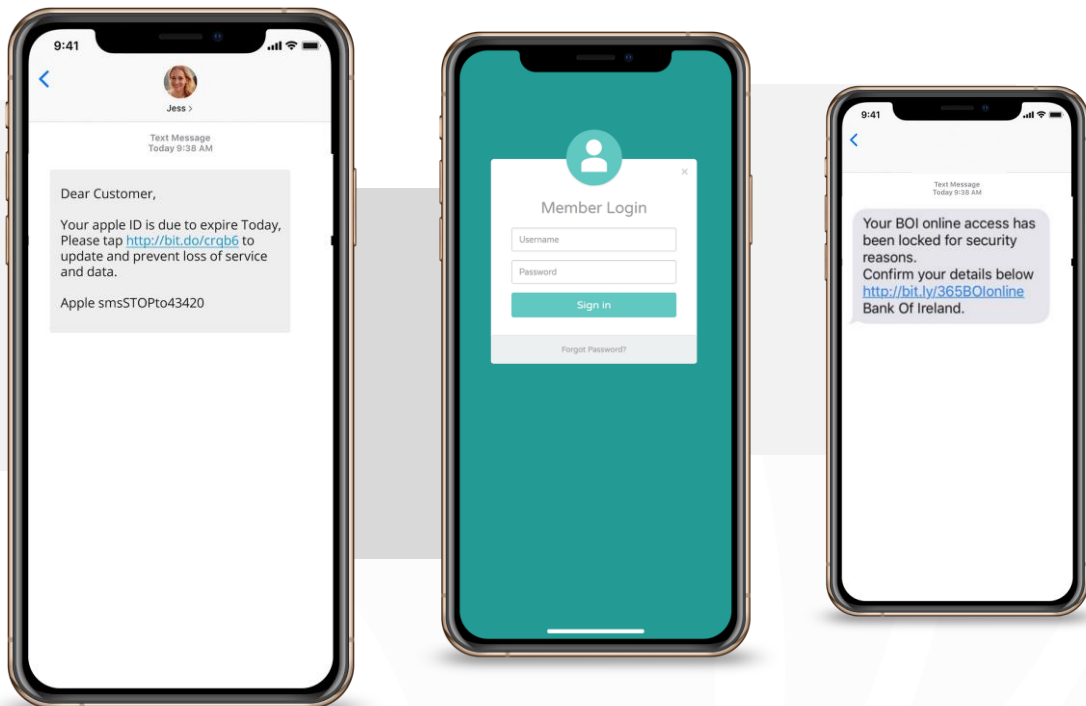 9:41
Jess >
Text Message
Today 9:38 AM
Dear Customer,
Your apple ID is due to expire Today,
Please tap http://bit.do/crqb6 to
update and prevent loss of service
and data.
Apple smsSTOPto43420
Member Login
×
Username
Password
Sign in
Forgot Password?
9:41
Text Message
Today 9:38 AM
Your BOI online access has
been locked for security
reasons.
Confirm your details below
http://bit.ly/365BOIonline
Bank Of Ireland.